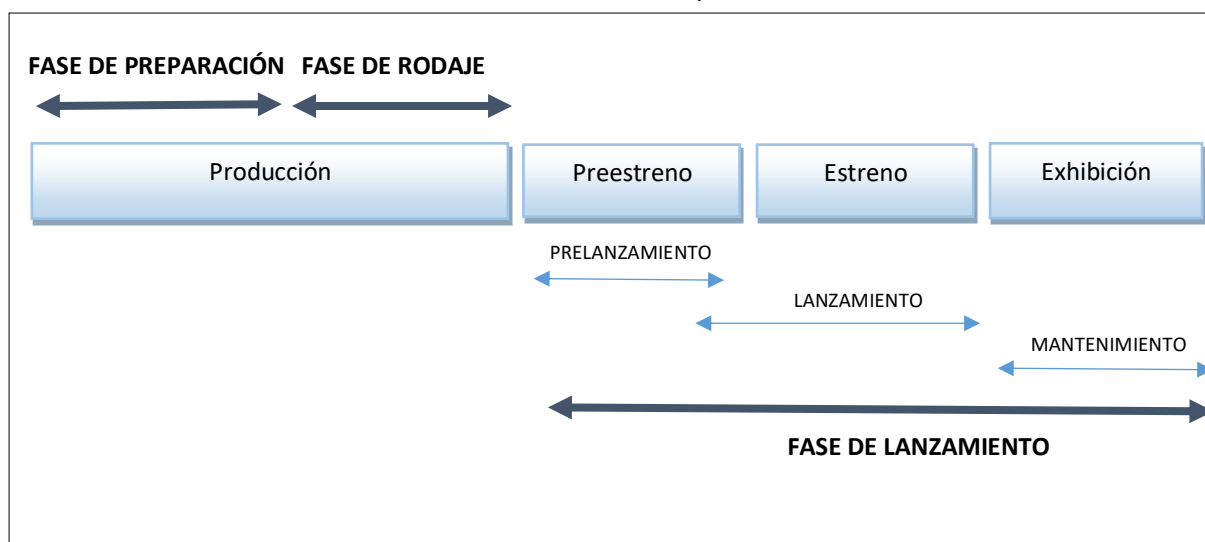 FASE DE PREPARACIÓN FASE DE RODAJE
Producción Preestreno Estreno Exhibición
PRELANZAMIENTO
LANZAMIENTO
MANTENIMIENTO
FASE DE LANZAMIENTO